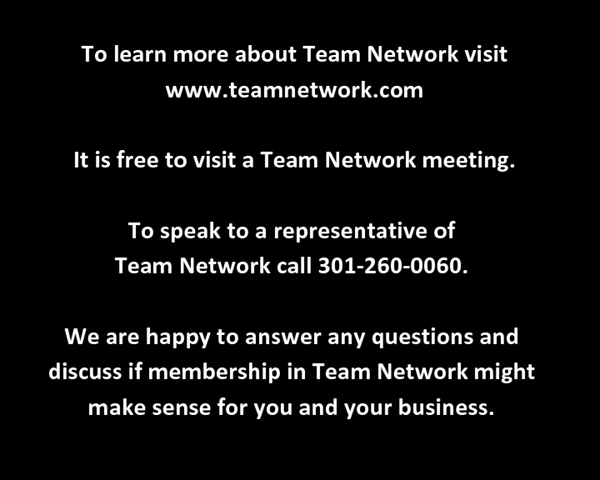 To learn more about Team Network visit
www.teamnetwork.com
It is free to visit a Team Network meeting.
To speak to a representative of
Team Network call 301-260-0060.
We are happy to answer any questions and
discuss if membership in Team Network might
make sense for you and your business.